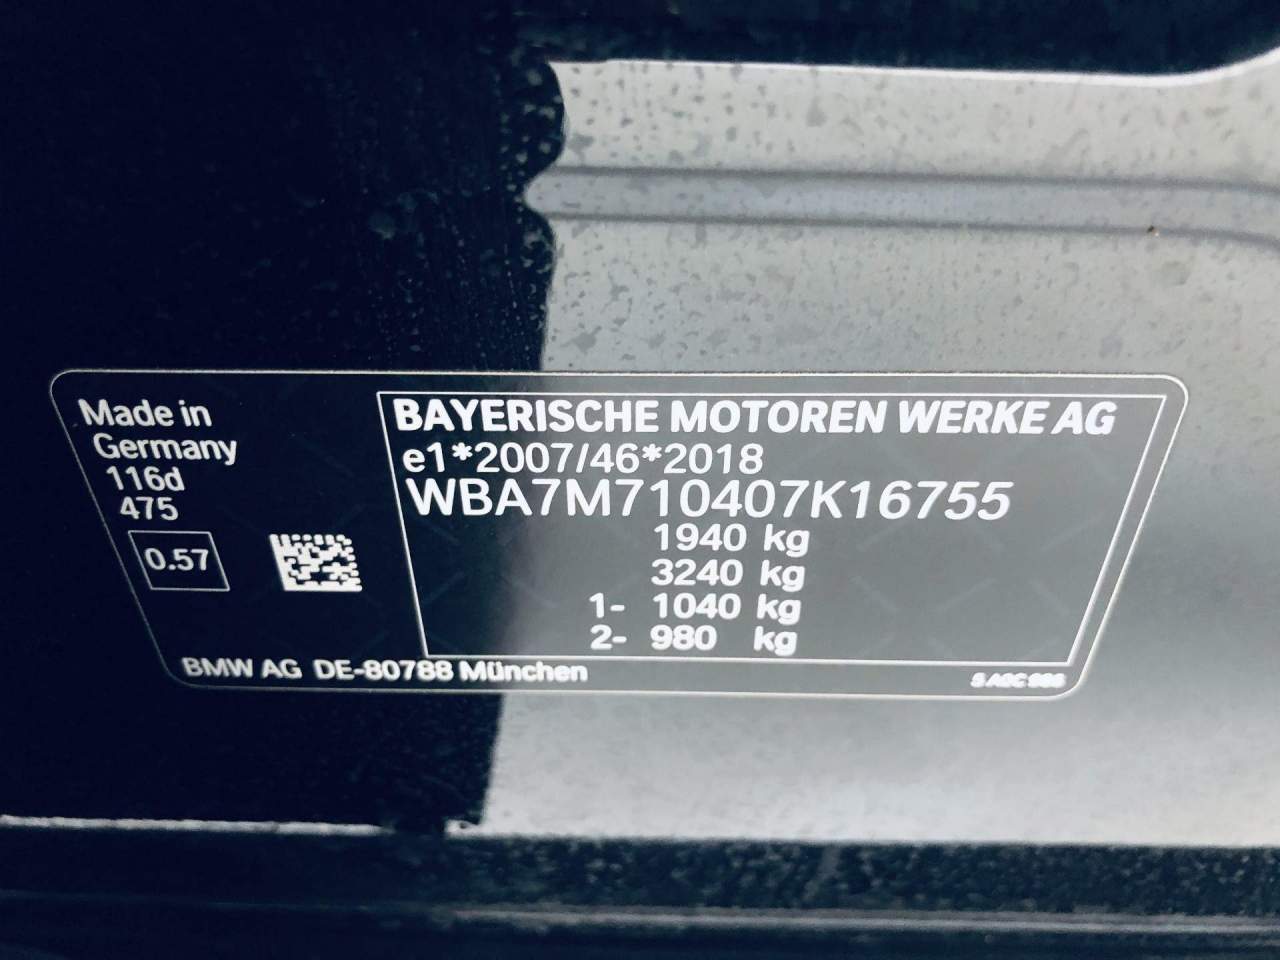 Made in
Germany
116d
475
0.57
BAYERISCHE MOTOREN WERKE AG
e1*2007/46*2018
WBA7M710407K16755
1940 kg
3240 kg
1- 1040 kg
2- 980 kg
BMW AG DE-80788 München